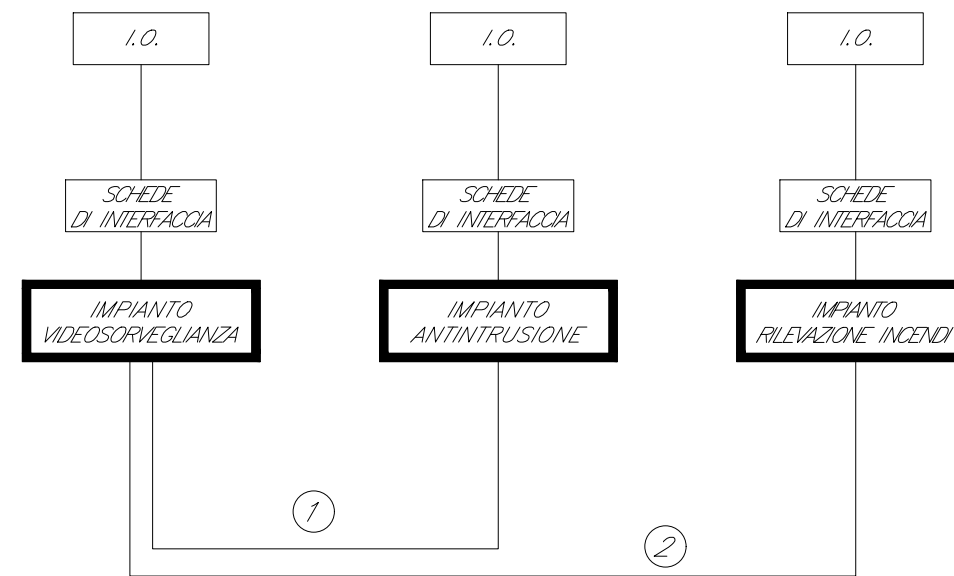 I.O.
I.O.
I.O.
SCHEDE
DI INTERFACCIA
SCHEDE
DI INTERFACCIA
SCHEDE
DI INTERFACCIA
IMPIANTO
VIDEOSORVEGLIANZA
IMPIANTO
ANTINTRUSIONE
IMPIANTO
RILEVAZIONE INCENDI
1
2